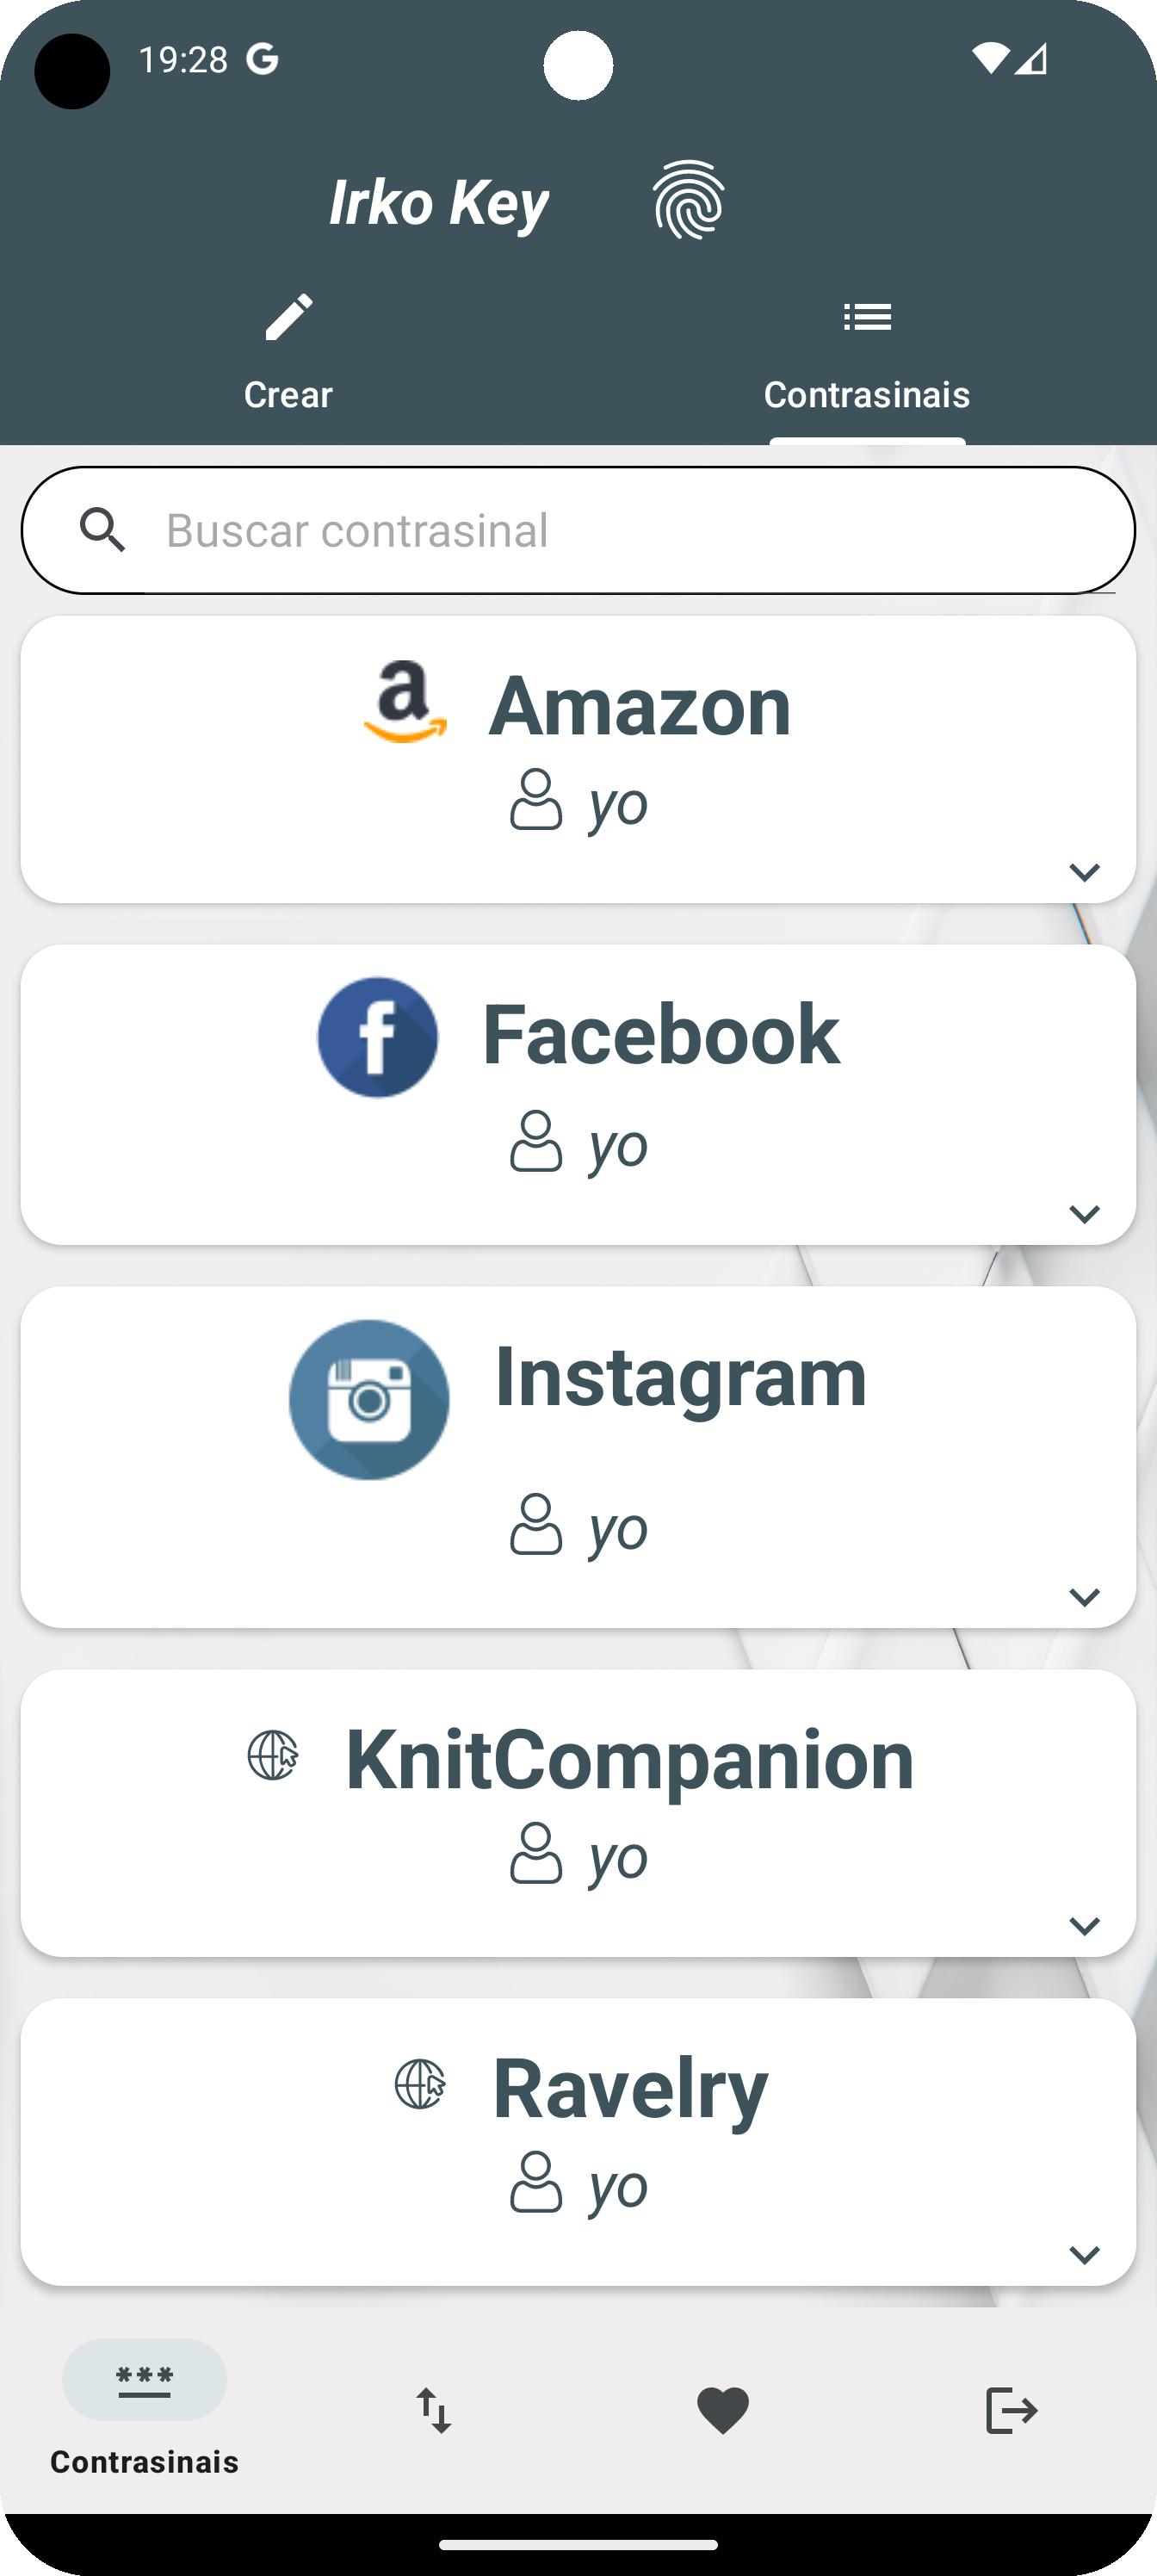 19:28
Irko Key
Crear
Contrasinais
Buscar contrasinal
Amazon
yo
Facebook
yo
Instagram
yo
KnitCompanion
yo
Ravelry
yo
***
Contrasinais